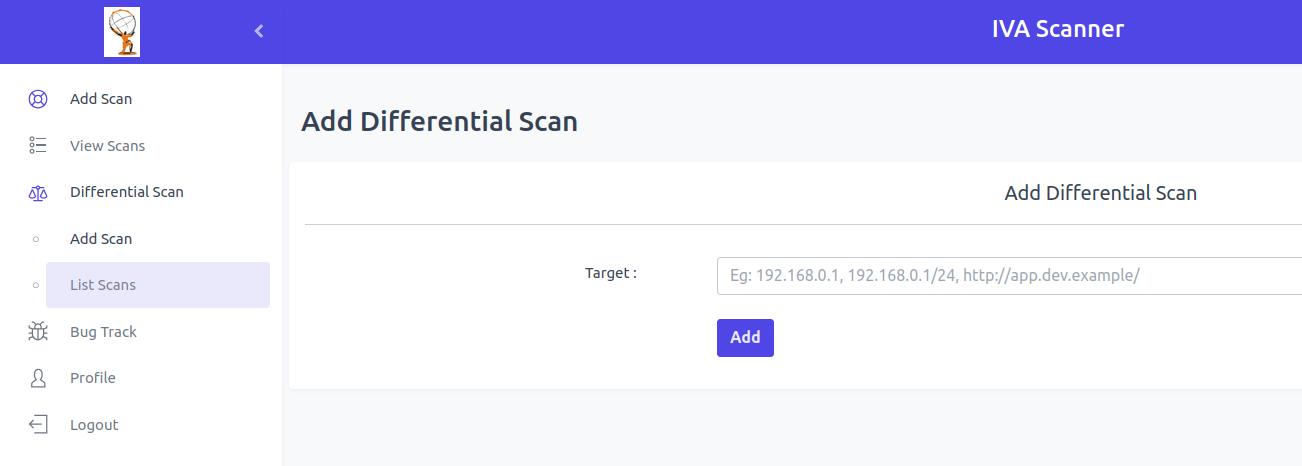 IVA Scanner
Add Scan
View Scans
Differential Scan
Add Scan
List Scans
Bug Track
Profile
Logout
Add Differential Scan
Add Differential Scan
Target :
Eg: 192.168.0.1, 192.168.0.1/24, http://app.dev.example/
Add